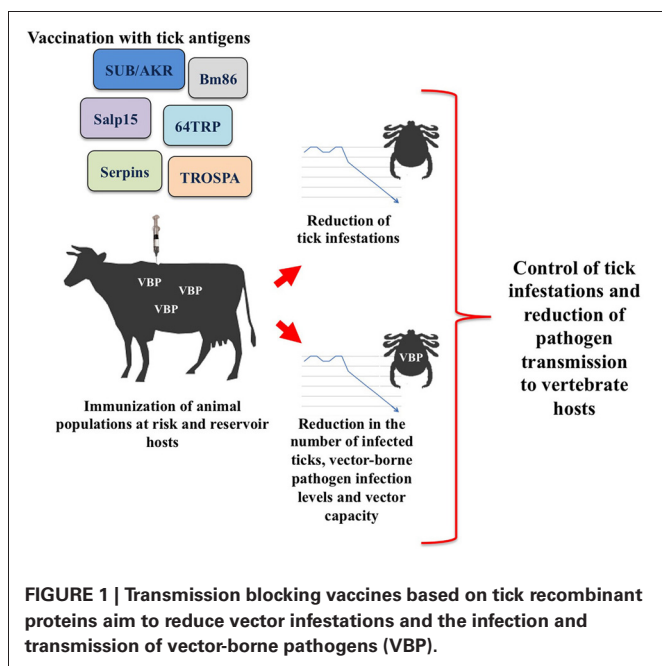 Vaccination with tick antigens
SUB/AKR
Bm86
Salp15
64TRP
Serpins
TROSPA
VBP
VBP
VBP
Immunization of animal
populations at risk and reservoir
hosts
Reduction of
tick infestations
VBP
Reduction in the
number of infected
ticks, vector-borne
pathogen infection
levels and vector
capacity
Control of tick
infestations and
reduction of
pathogen
transmission
to vertebrate
hosts
FIGURE 1 | Transmission blocking vaccines based on tick recombinant
proteins aim to reduce vector infestations and the infection and
transmission of vector-borne pathogens (VBP).